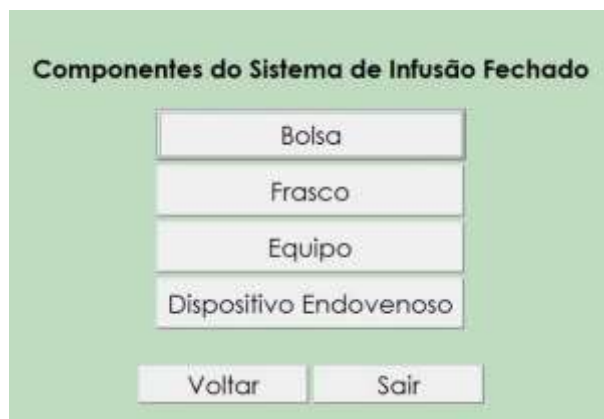 Componentes do Sistema de Infusão Fechado
Bolsa
Frasco
Equipo
Dispositivo Endovenoso
Voltar Sair